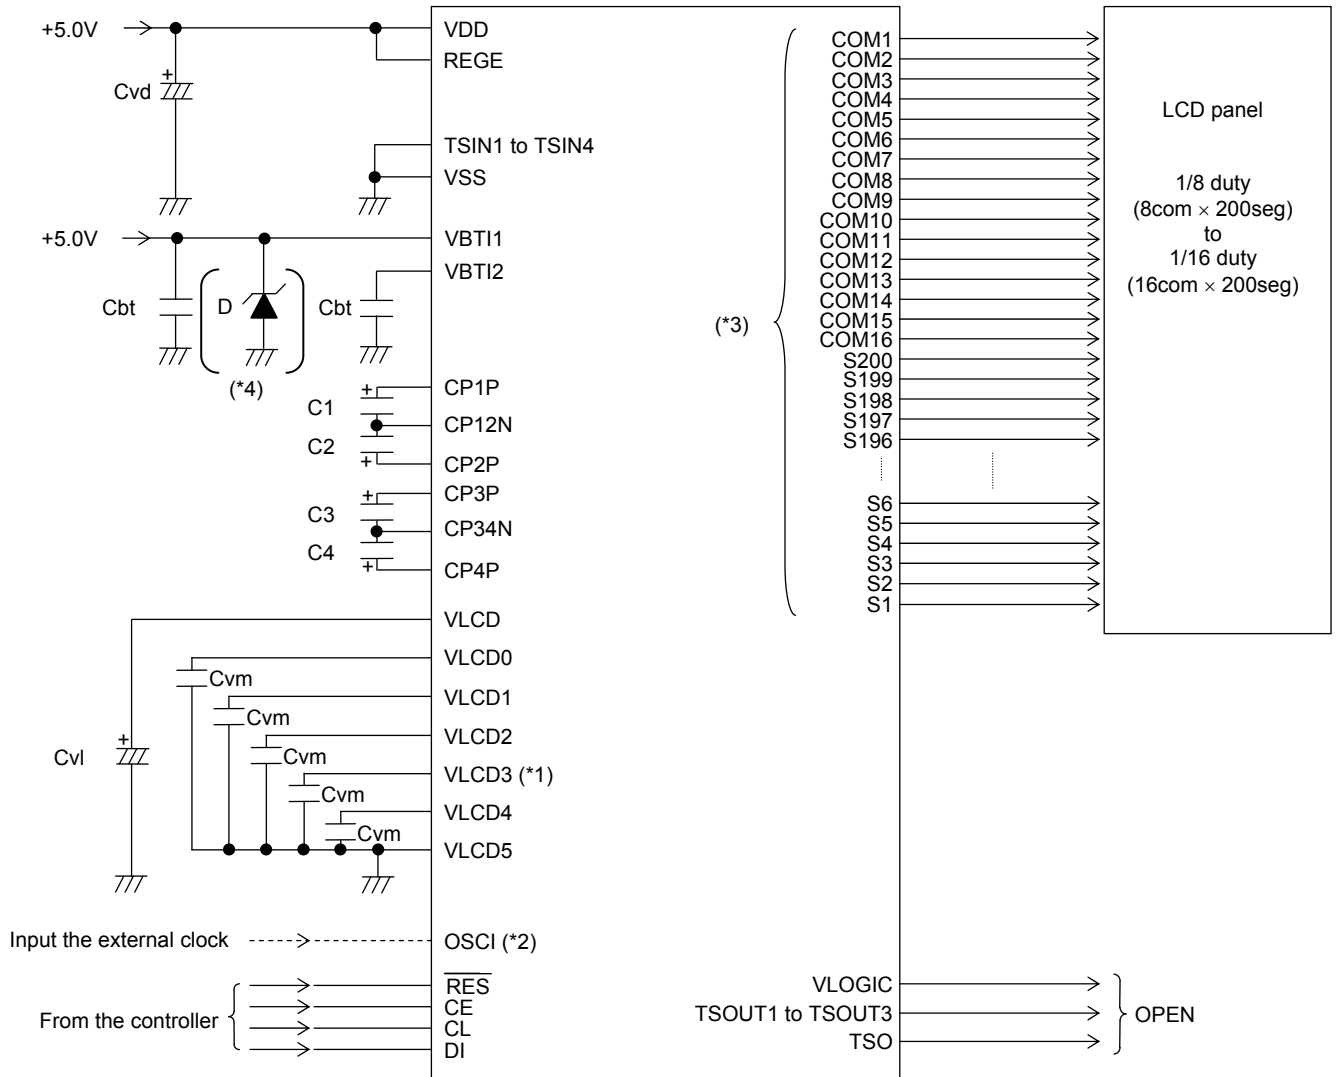 +5.0V
VDD
REGE
+
Cvd
TSIN1 to TSIN4
VSS
+5.0V
VBTI1
VBTI2
Cbt
D
Cbt
(*4)
CP1P
+
C1
CP12N
C2
+
CP2P
CP3P
+
C3
CP34N
C4
+
CP4P
VLCD
VLCD0
Cvm
VLCD1
Cvm
VLCD2
+
Cvl
Cvm
VLCD3 (*1)
Cvm
VLCD4
Cvm
VLCD5
Input the external clock
OSCI (*2)
From the controller
RES
CE
CL
DI
(*3)
COM1
COM2
COM3
COM4
COM5
COM6
COM7
COM8
COM9
COM10
COM11
COM12
COM13
COM14
COM15
COM16
S200
S199
S198
S197
S196
S6
S5
S4
S3
S2
S1
LCD panel
1/8 duty
(8com × 200seg)
to
1/16 duty
(16com × 200seg)
VLOGIC
TSOUT1 to TSOUT3
TSO
OPEN